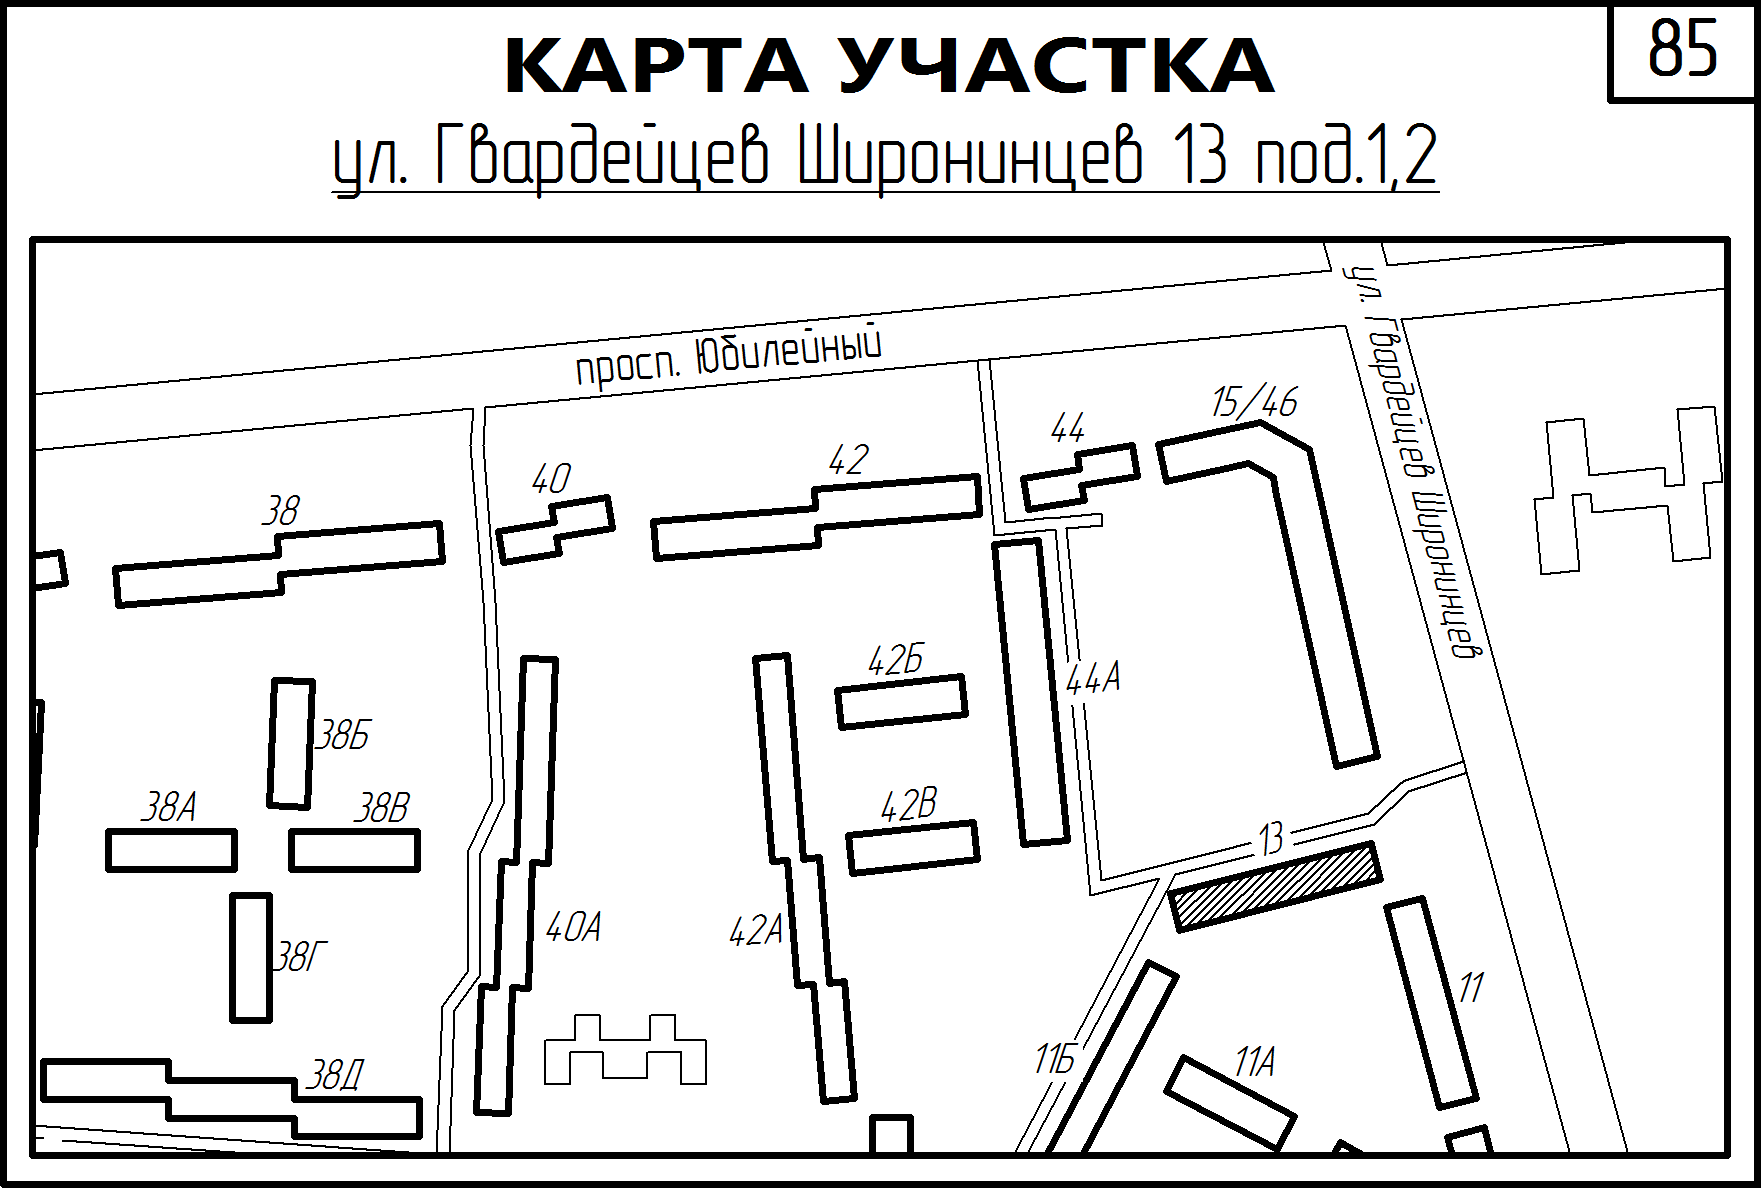 85
КАРТА УЧАСТКА
ул. Гвардейцев Широнинцев 13 под.1,2
просп. Юбилейный
ул. Гвардейцев Широнинцев
15/46
44
42
40
38
42Б
44А
38Б
38А
38В
42В
13
40А
42А
38Г
11
11Б
11А
38Д